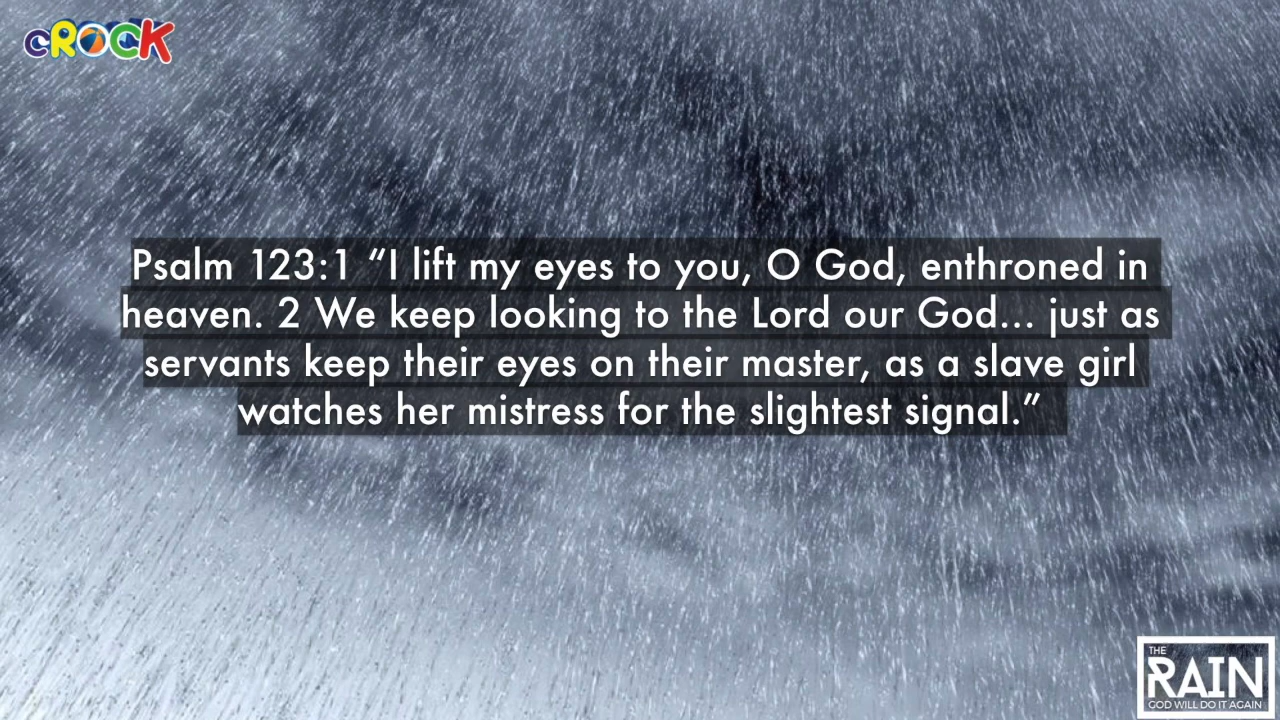 cROCK
Psalm 123:1 “I lift my eyes to you, O God, enthroned in
heaven. 2 We keep looking to the Lord our God... just as
servants keep their eyes on their master, as a slave girl
watches her mistress for the slightest signal.”
THE
RAIN
GOD WILL DO IT AGAIN